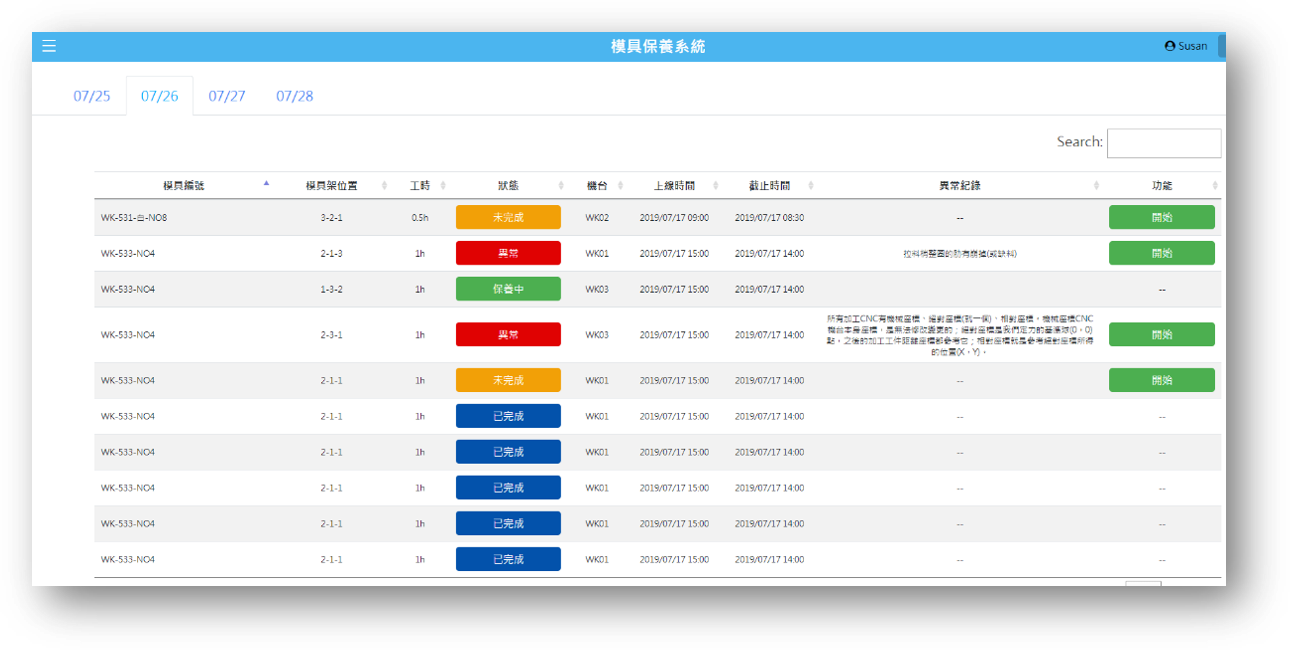 模具保養系統
Susan
07/25 07/26 07/27 07/28
Search:
模具編號 模具架位置 工時 狀態 機台 上線時間 截止時間 異常紀錄 功能
WK-531-白-NO8 3-2-1 0.5h 未完成 WK02 2019/07/17 09:00 2019/07/17 08:30 -- 開始
WK-533-NO4 2-1-3 1h 異常 WK01 2019/07/17 15:00 2019/07/17 14:00 (或缺料) 開始
WK-533-NO4 1-3-2 1h 保養中 WK03 2019/07/17 15:00 2019/07/17 14:00 --
所有加工CNC有機械座標、絕對座標(就一個)、相對座標,機械座標CNC
機台本身座標,是無法修改變更的;絕對座標是我們定力的基準球(0,0)
WK-533-NO4 2-3-1 1h 異常 WK03 2019/07/17 15:00 2019/07/17 14:00 點,之後的加工工件距離座標都參考它;相對座標就是參考絕對座標所得 開始
的位置(X,Y)。
WK-533-NO4 2-1-1 1h 未完成 WK01 2019/07/17 15:00 2019/07/17 14:00 -- 開始
WK-533-NO4 2-1-1 1h 已完成 WK01 2019/07/17 15:00 2019/07/17 14:00 -- --
WK-533-NO4 2-1-1 1h 已完成 WK01 2019/07/17 15:00 2019/07/17 14:00 -- --
WK-533-NO4 2-1-1 1h 已完成 WK01 2019/07/17 15:00 2019/07/17 14:00 -- --
WK-533-NO4 2-1-1 1h 已完成 WK01 2019/07/17 15:00 2019/07/17 14:00 -- --
WK-533-NO4 2-1-1 1h 已完成 WK01 2019/07/17 15:00 2019/07/17 14:00 -- --